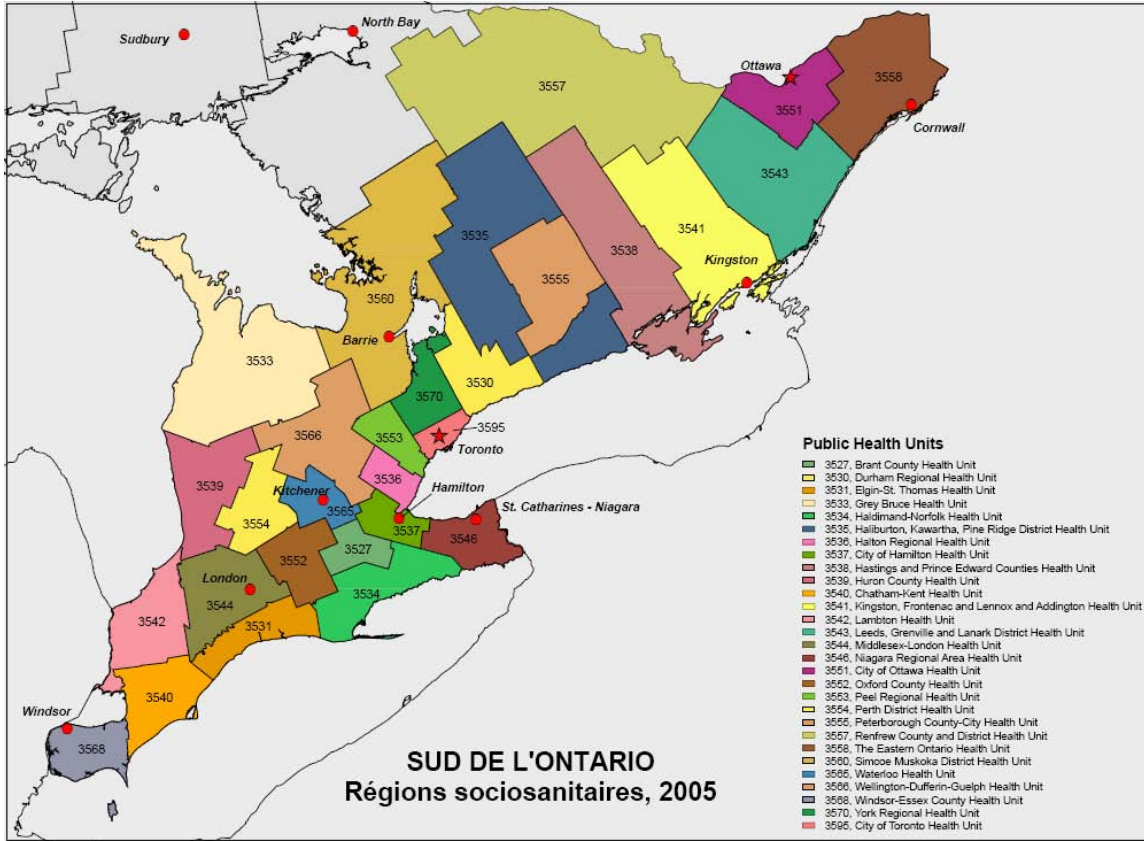 Sudbury
North Bay
Ottawa
3557
3558
3551
Cornwall
3543
3541
3535
3538
Kingston
3555
3560
Barrie
3533
3530
3570
3595
3553
Toronto
3566
3536
3539
Kitchener
Hamilton
3565
St. Catharines - Niagara
3554
3537
3546
3527
3552
London
3534
3544
3542
3531
3540
Windsor
3568
SUD DE L'ONTARIO
Régions sociosanitaires, 2005
Public Health Units
3527, Brant County Health Unit
3530, Durham Regional Health Unit
3531, Elgin-St. Thomas Health Unit
3533, Grey Bruce Health Unit
3534, Haldimand-Norfolk Health Unit
3535, Haliburton, Kawartha, Pine Ridge District Health Unit
3536, Halton Regional Health Unit
3537, City of Hamilton Health Unit
3538, Hastings and Prince Edward Counties Health Unit
3539, Huron County Health Unit
3540, Chatham-Kent Health Unit
3541, Kingston, Frontenac and Lennox and Addington Health Unit
3542, Lambton Health Unit
3543, Leeds, Grenville and Lanark District Health Unit
3544, Middlesex-London Health Unit
3546, Niagara Regional Area Health Unit
3551, City of Ottawa Health Unit
3552, Oxford County Health Unit
3553, Peel Regional Health Unit
3554, Perth District Health Unit
3555, Peterborough County-City Health Unit
3557, Renfrew County and District Health Unit
3558, The Eastern Ontario Health Unit
3560, Simcoe Muskoka District Health Unit
3565, Waterloo Health Unit
3566, Wellington-Dufferin-Guelph Health Unit
3568, Windsor-Essex County Health Unit
3570, York Regional Health Unit
3595, City of Toronto Health Unit